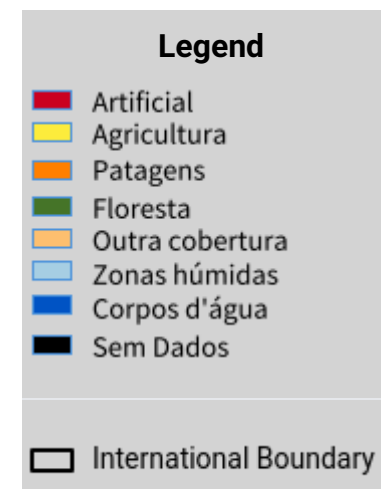 Legend
Artificial
Agricultura
Patagens
Floresta
Outra cobertura
Zonas húmidas
Corpos d'água
Sem Dados
International Boundary